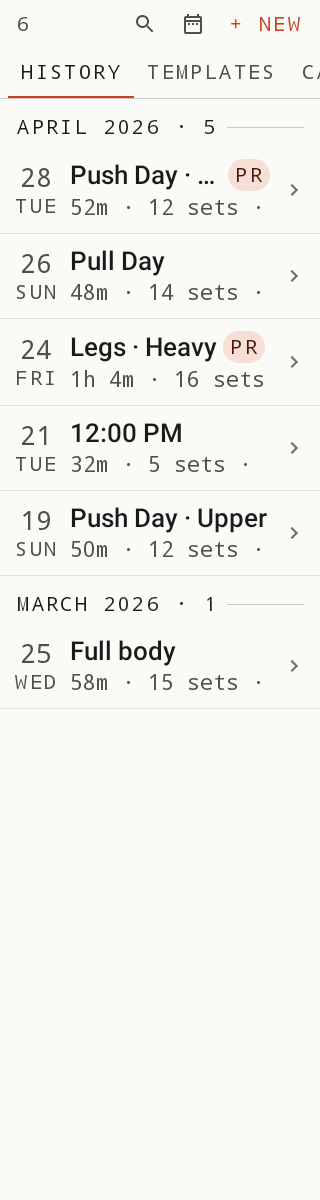 6
+ NEW
HISTORY TEMPLATES CA
APRIL 2026 · 5
28 Push Day · … PR
TUE 52m · 12 sets ·
26 Pull Day
SUN 48m · 14 sets ·
24 Legs · Heavy PR
FRI 1h 4m · 16 sets
21 12:00 PM
TUE 32m · 5 sets ·
19 Push Day · Upper
SUN 50m · 12 sets ·
MARCH 2026 · 1
25 Full body
WED 58m · 15 sets ·